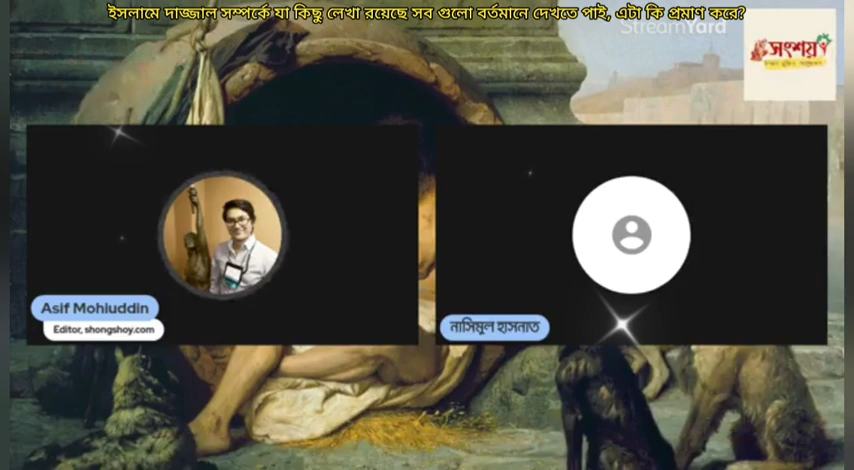 ইসলামে দাজ্জাল সম্পর্কে যা কিছু লেখা রয়েছে সব গুলো বর্তমানে দেখতে পাই, এটা কি প্রমাণ করে?
StreamYard
সংশয়
Asif Mohiuddin
Editor, shongshoy.com
নাসিমুল হাসনাত